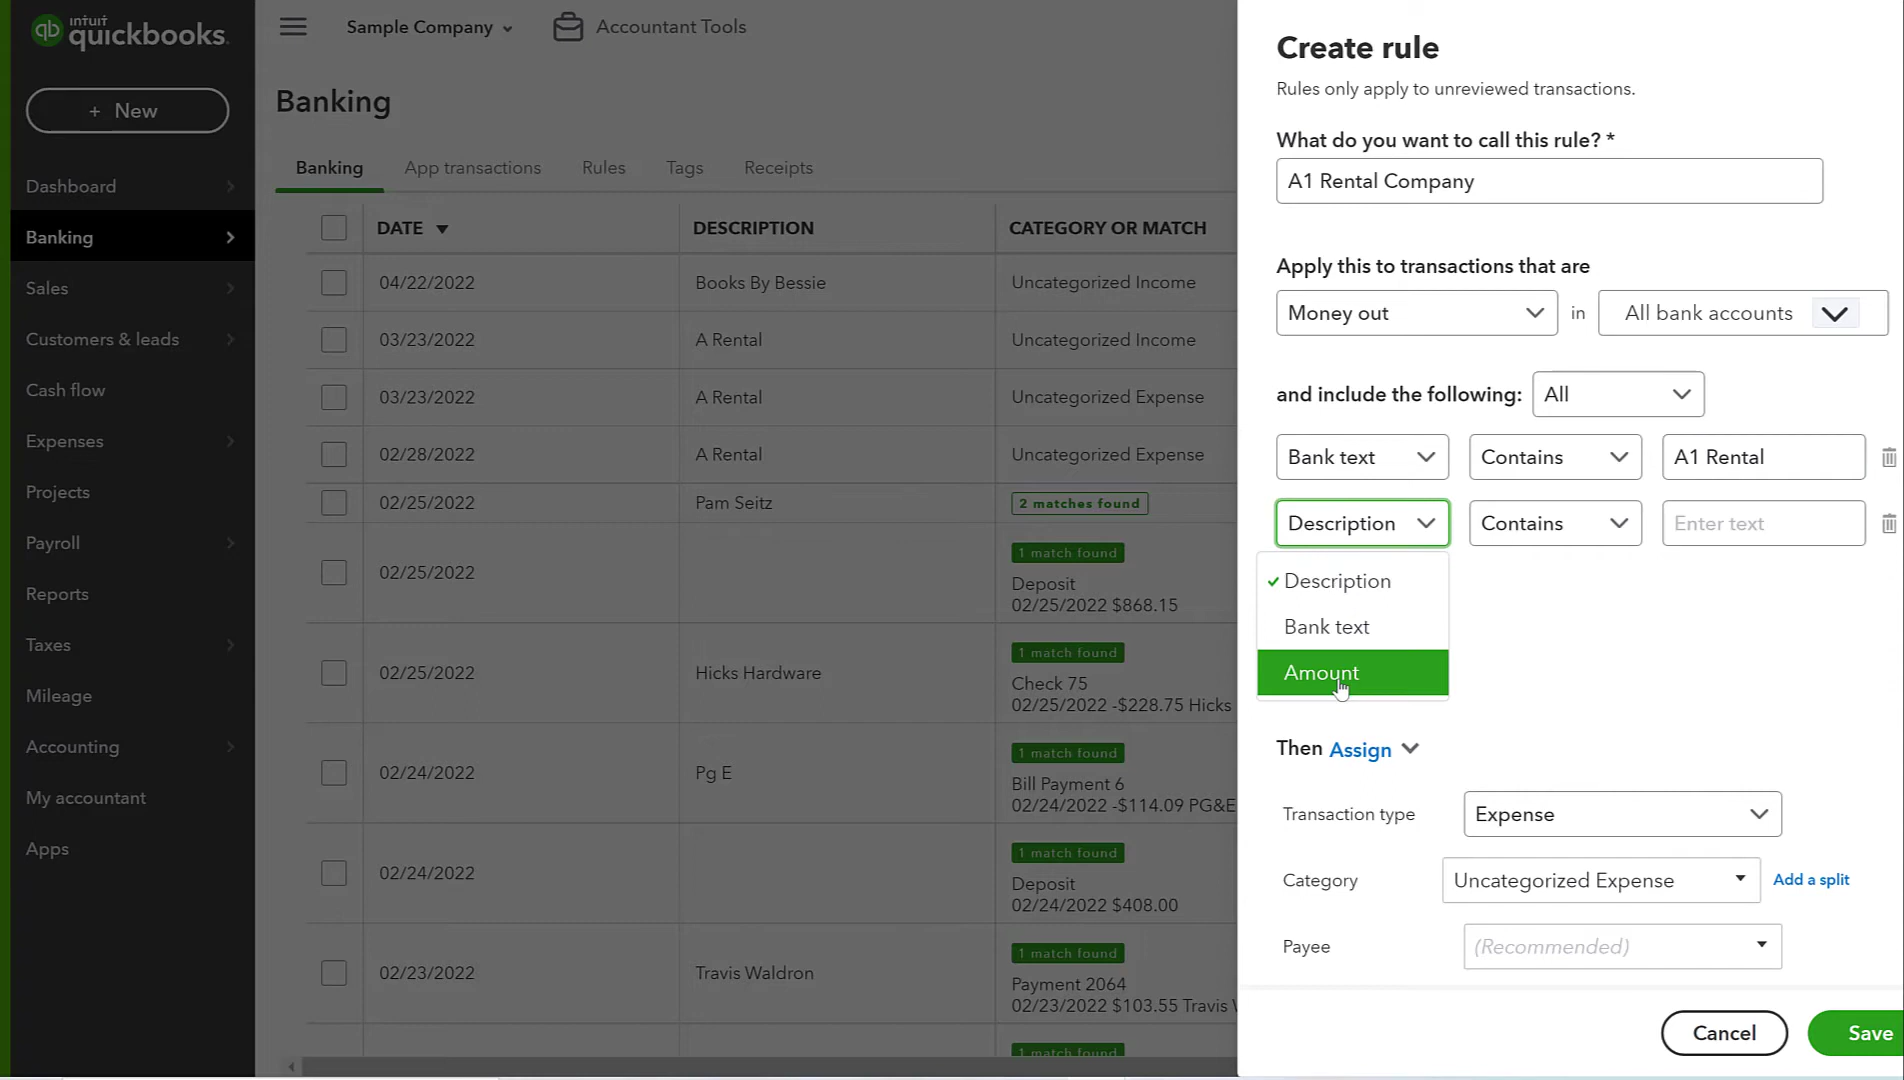 intuit
quickbooks.
+ New
Dashboard
Banking
Sales
Customers & leads
Cash flow
Expenses
Projects
Payroll
Reports
Taxes
Mileage
Accounting
My accountant
Apps
Sample Company
Accountant Tools
Banking
Banking App transactions Rules Tags Receipts
DATE DESCRIPTION CATEGORY OR MATCH
04/22/2022 Books By Bessie Uncategorized Income
03/23/2022 A Rental Uncategorized Income
03/23/2022 A Rental Uncategorized Expense
02/28/2022 A Rental Uncategorized Expense
02/25/2022 Pam Seitz 2 matches found
1 match found
02/25/2022 Deposit
02/25/2022 $868.15
1 match found
02/25/2022 Hicks Hardware Check 75
02/25/2022 -$228.75 Hicks
1 match found
02/24/2022 Pg E Bill Payment 6
02/24/2022 -$114.09 PG&E
1 match found
02/24/2022 Deposit
02/24/2022 $408.00
1 match found
02/23/2022 Travis Waldron Payment 2064
02/23/2022 $103.55 Travis
1 match found
Create rule
Rules only apply to unreviewed transactions.
What do you want to call this rule? *
A1 Rental Company
Apply this to transactions that are
Money out in All bank accounts
and include the following: All
Bank text Contains A1 Rental
Description Contains Enter text
Description
Bank text
Amount
Then Assign
Transaction type Expense
Category Uncategorized Expense Add a split
Payee (Recommended)
Cancel Save